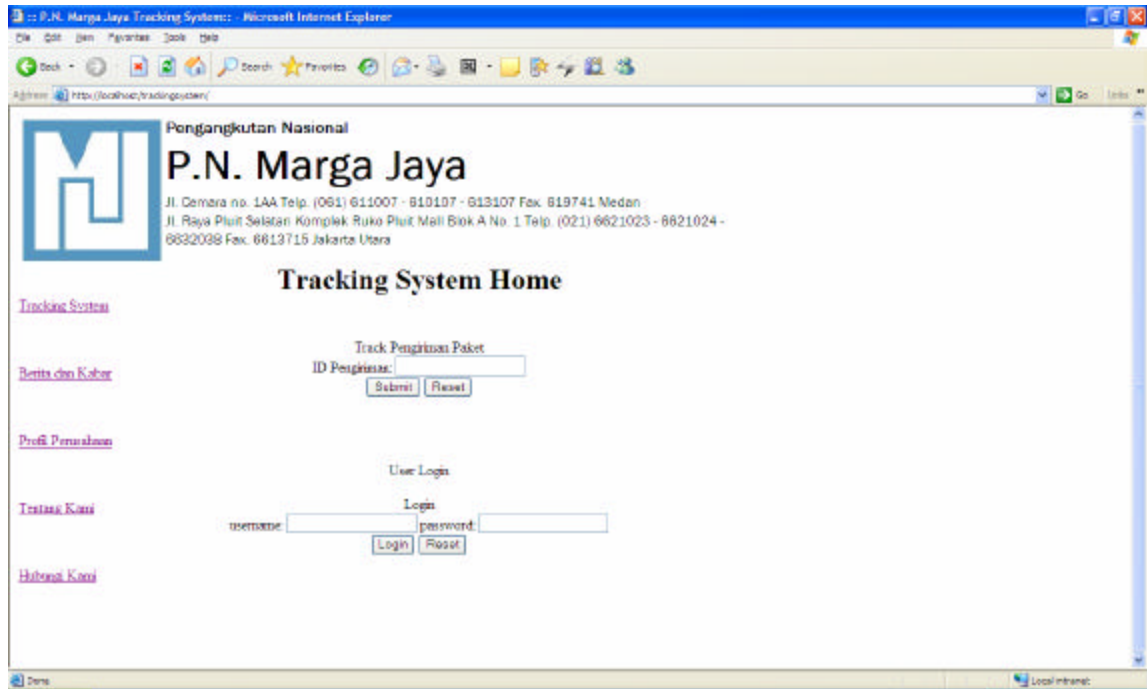 :: P.N. Marga Jaya Tracking System:: - Microsoft Internet Explorer
File Edit View Favorites Tools Help
Back Search Favorites
Address http://localhost/trackingsystem/ Go Links
Pengangkutan Nasional
P.N. Marga Jaya
Jl. Cemara no. 1AA Telp. (061) 611007 - 610107 - 613107 Fax. 619741 Medan
Jl. Raya Pluit Selatan Komplek Ruko Pluit Mall Blok A No. 1 Telp. (021) 6621023 - 6621024 -
6632038 Fax. 6613715 Jakarta Utara
Tracking System Home
Tracking System
Track Pengiriman Paket
ID Pengiriman:
Berita dan Kabar
Submit Reset
Profil Perusahaan
User Login
Tentang Kami
Login
username: password:
Login Reset
Hubungi Kami
Done Local intranet